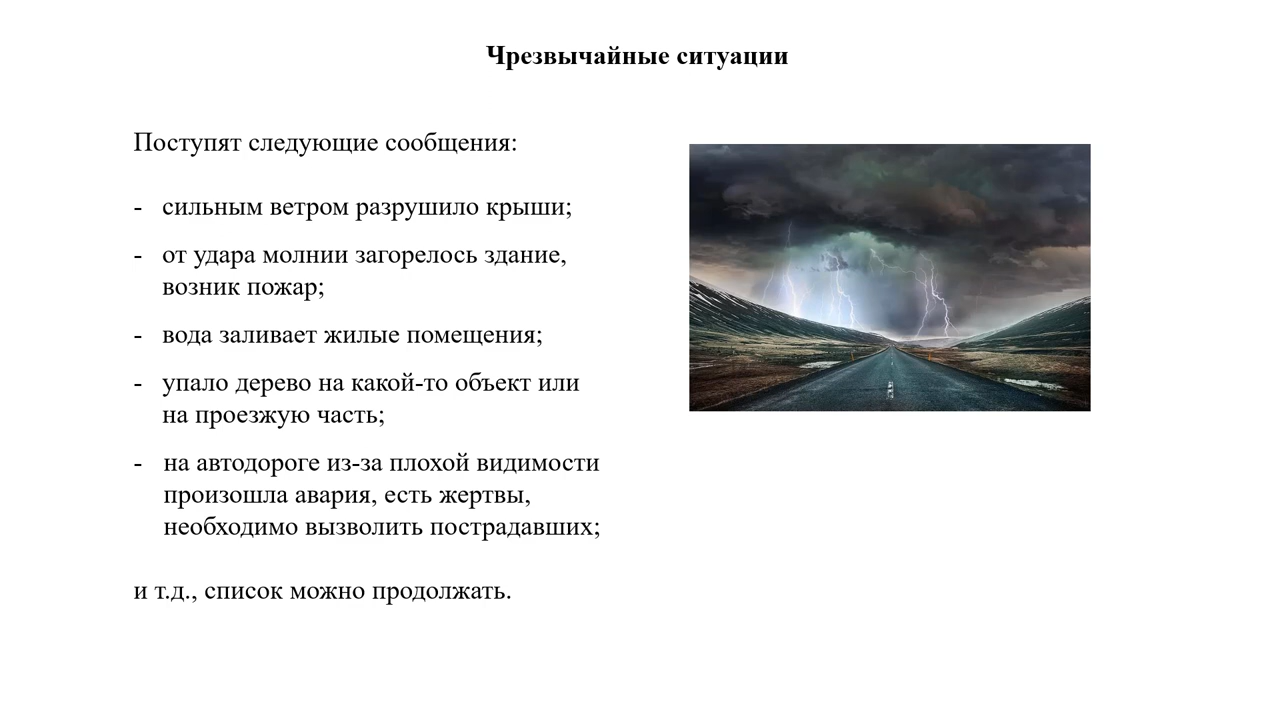 Чрезвычайные ситуации
Поступят следующие сообщения:
- сильным ветром разрушило крыши;
- от удара молнии загорелось здание,
возник пожар;
- вода заливает жилые помещения;
- упало дерево на какой-то объект или
на проезжую часть;
- на автодороге из-за плохой видимости
произошла авария, есть жертвы,
необходимо вызволить пострадавших;
и т.д., список можно продолжать.